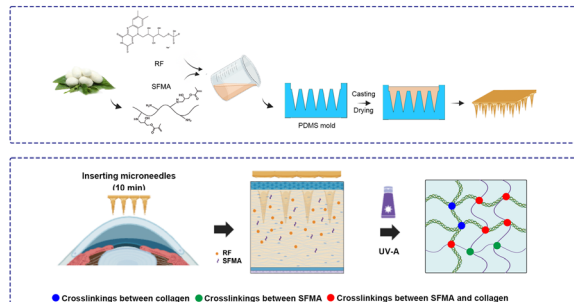 RF
SFMA
PDMS mold
Casting
Drying
Inserting microneedles
(10 min)
RF
SFMA
UV-A
Crosslinkings between collagen
Crosslinkings between SFMA
Crosslinkings between SFMA and collagen